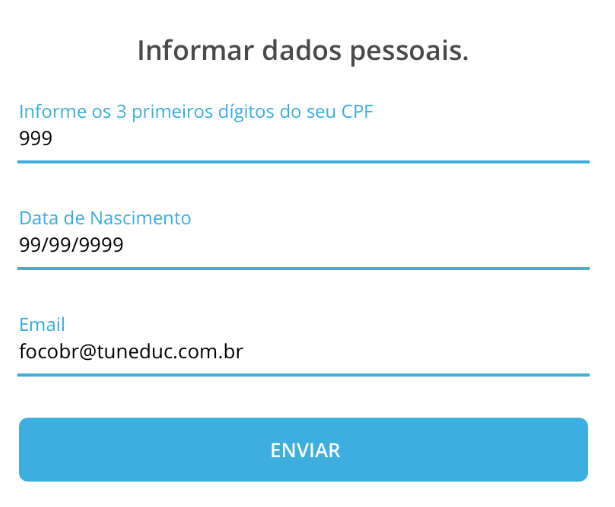 Informar dados pessoais.
Informe os 3 primeiros dígitos do seu CPF
999
Data de Nascimento
99/99/9999
Email
focobr@tuneduc.com.br
ENVIAR